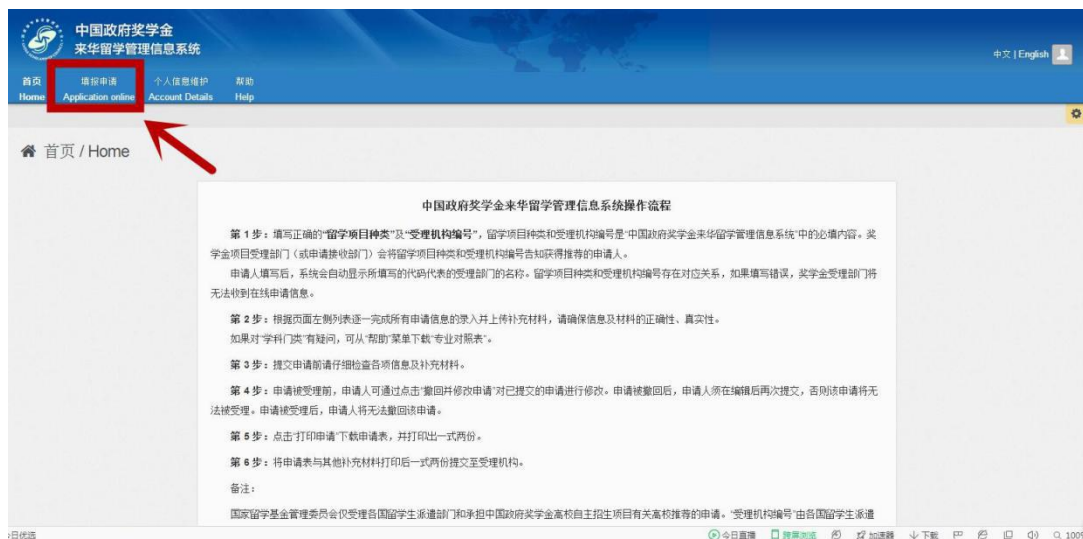 中国政府奖学金
来华留学管理信息系统
中文 | English
首页 填报申请 个人信息维护 帮助
Home Application online Account Details Help
首页 / Home
中国政府奖学金来华留学管理信息系统操作流程
第 1 步：填写正确的“留学项目种类”及“受理机构编号”，留学项目种类和受理机构编号是“中国政府奖学金来华留学管理信息系统”中的必填内容。奖
学金项目受理部门（或申请接收部门）会将留学项目种类和受理机构编号告知获得推荐的申请人。
申请人填写后，系统会自动显示所填写的代码代表的受理部门的名称。留学项目种类和受理机构编号存在对应关系，如果填写错误，奖学金受理部门将
无法收到在线申请信息。
第 2 步：根据页面左侧列表逐一完成所有申请信息的录入并上传补充材料，请确保信息及材料的正确性、真实性。
如果对“学科门类”有疑问，可从“帮助”菜单下载“专业对照表”。
第 3 步：提交申请前请仔细检查各项信息及补充材料。
第 4 步：申请被受理前，申请人可通过点击“撤回并修改申请”对已提交的申请进行修改。申请被撤回后，申请人须在编辑后再次提交，否则该申请将无
法被受理。申请被受理后，申请人将无法撤回该申请。
第 5 步：点击“打印申请”下载申请表，并打印出一式两份。
第 6 步：将申请表与其他补充材料打印后一式两份提交至受理机构。
备注：
国家留学基金管理委员会仅受理各国留学生派遣部门和承担中国政府奖学金高校自主招生项目有关高校推荐的申请。“受理机构编号”由各国留学生派遣
日优选 今日直播 跨屏浏览 加速器 下载 100%